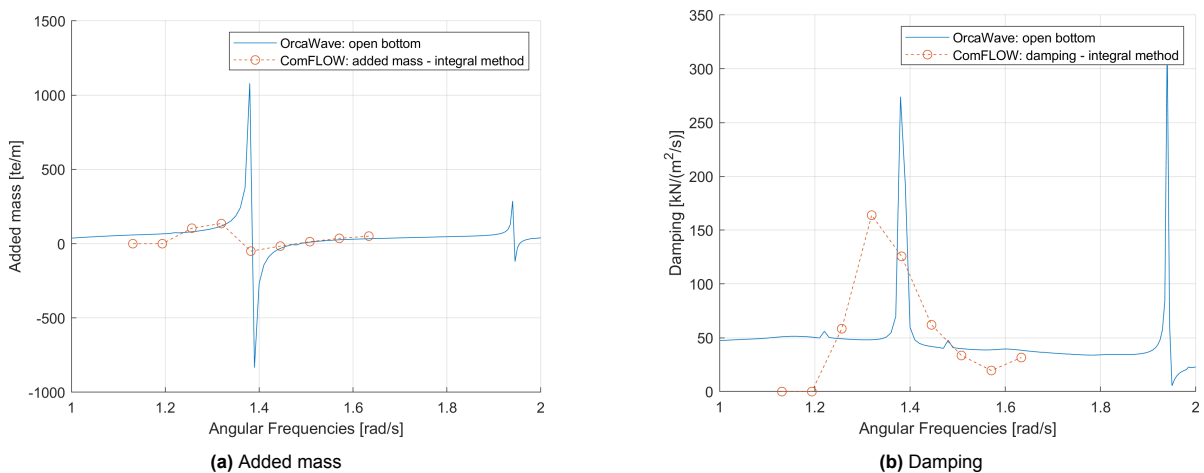 1500
1000
500
0
-500
-1000
Added mass [te/m]
OrcaWave: open bottom
ComFLOW: added mass - integral method
1 1.2 1.4 1.6 1.8 2
Angular Frequencies [rad/s]
(a) Added mass
350
300
250
200
150
100
50
0
Damping [kN/(m²/s)]
OrcaWave: open bottom
ComFLOW: damping - integral method
1 1.2 1.4 1.6 1.8 2
Angular Frequencies [rad/s]
(b) Damping